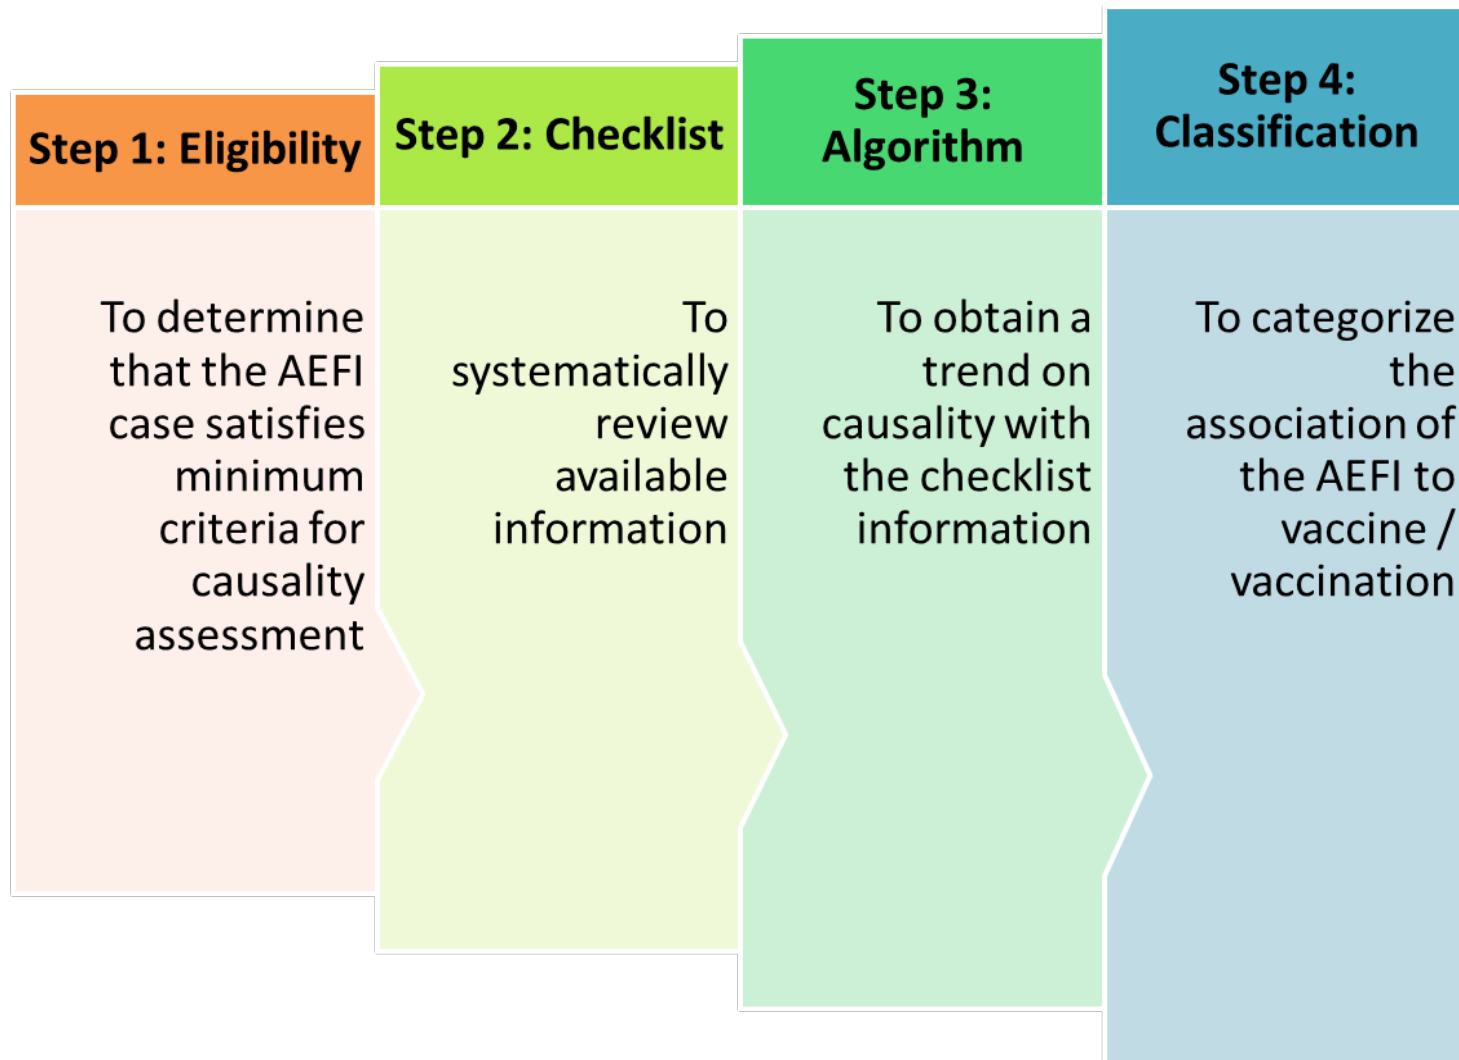 Step 1: Eligibility
To determine
that the AEFI
case satisfies
minimum
criteria for
causality
assessment
Step 2: Checklist
To
systematically
review
available
information
Step 3:
Algorithm
To obtain a
trend on
causality with
the checklist
information
Step 4:
Classification
To categorize
the
association of
the AEFI to
vaccine /
vaccination